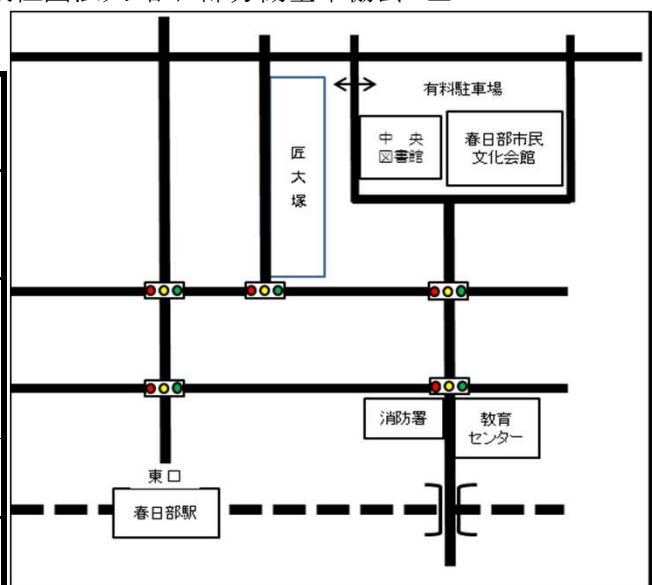 有料駐車場
中 央
図書館
春日部市民
文化会館
匠大塚
消防署
教育
センター
東口
春日部駅